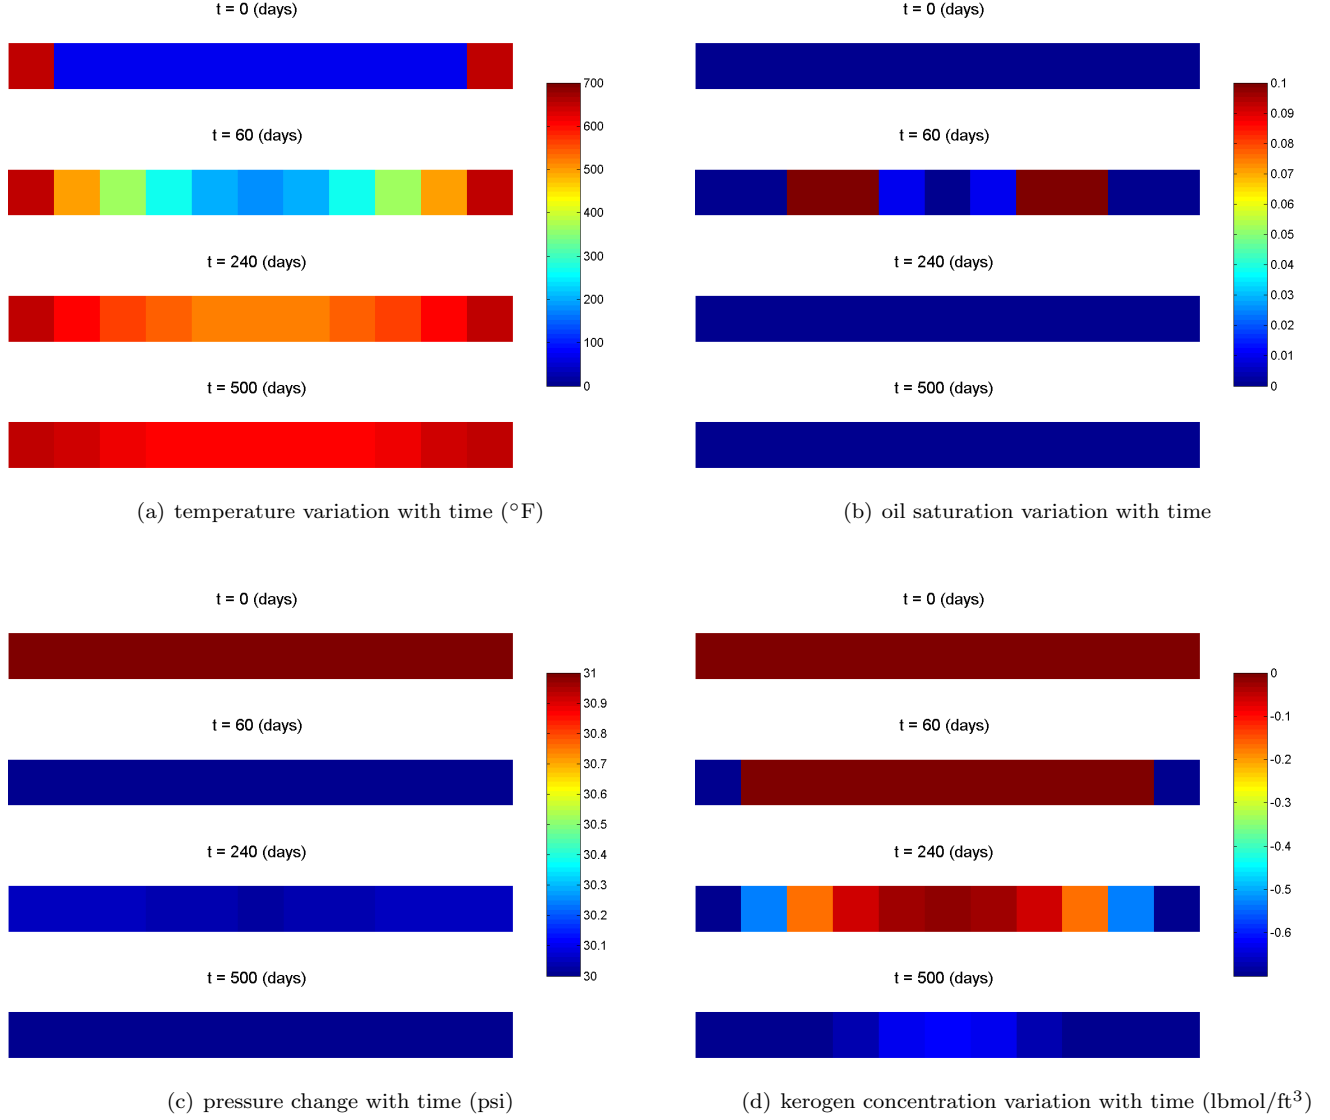 t = 0 (days)
t = 60 (days)
t = 240 (days)
t = 500 (days)
700
600
500
400
300
200
100
0
(a) temperature variation with time (°F)
t = 0 (days)
t = 60 (days)
t = 240 (days)
t = 500 (days)
0.1
0.09
0.08
0.07
0.06
0.05
0.04
0.03
0.02
0.01
0
(b) oil saturation variation with time
t = 0 (days)
t = 60 (days)
t = 240 (days)
t = 500 (days)
31
30.9
30.8
30.7
30.6
30.5
30.4
30.3
30.2
30.1
30
(c) pressure change with time (psi)
t = 0 (days)
t = 60 (days)
t = 240 (days)
t = 500 (days)
0
-0.1
-0.2
-0.3
-0.4
-0.5
-0.6
(d) kerogen concentration variation with time (lbmol/ft³)